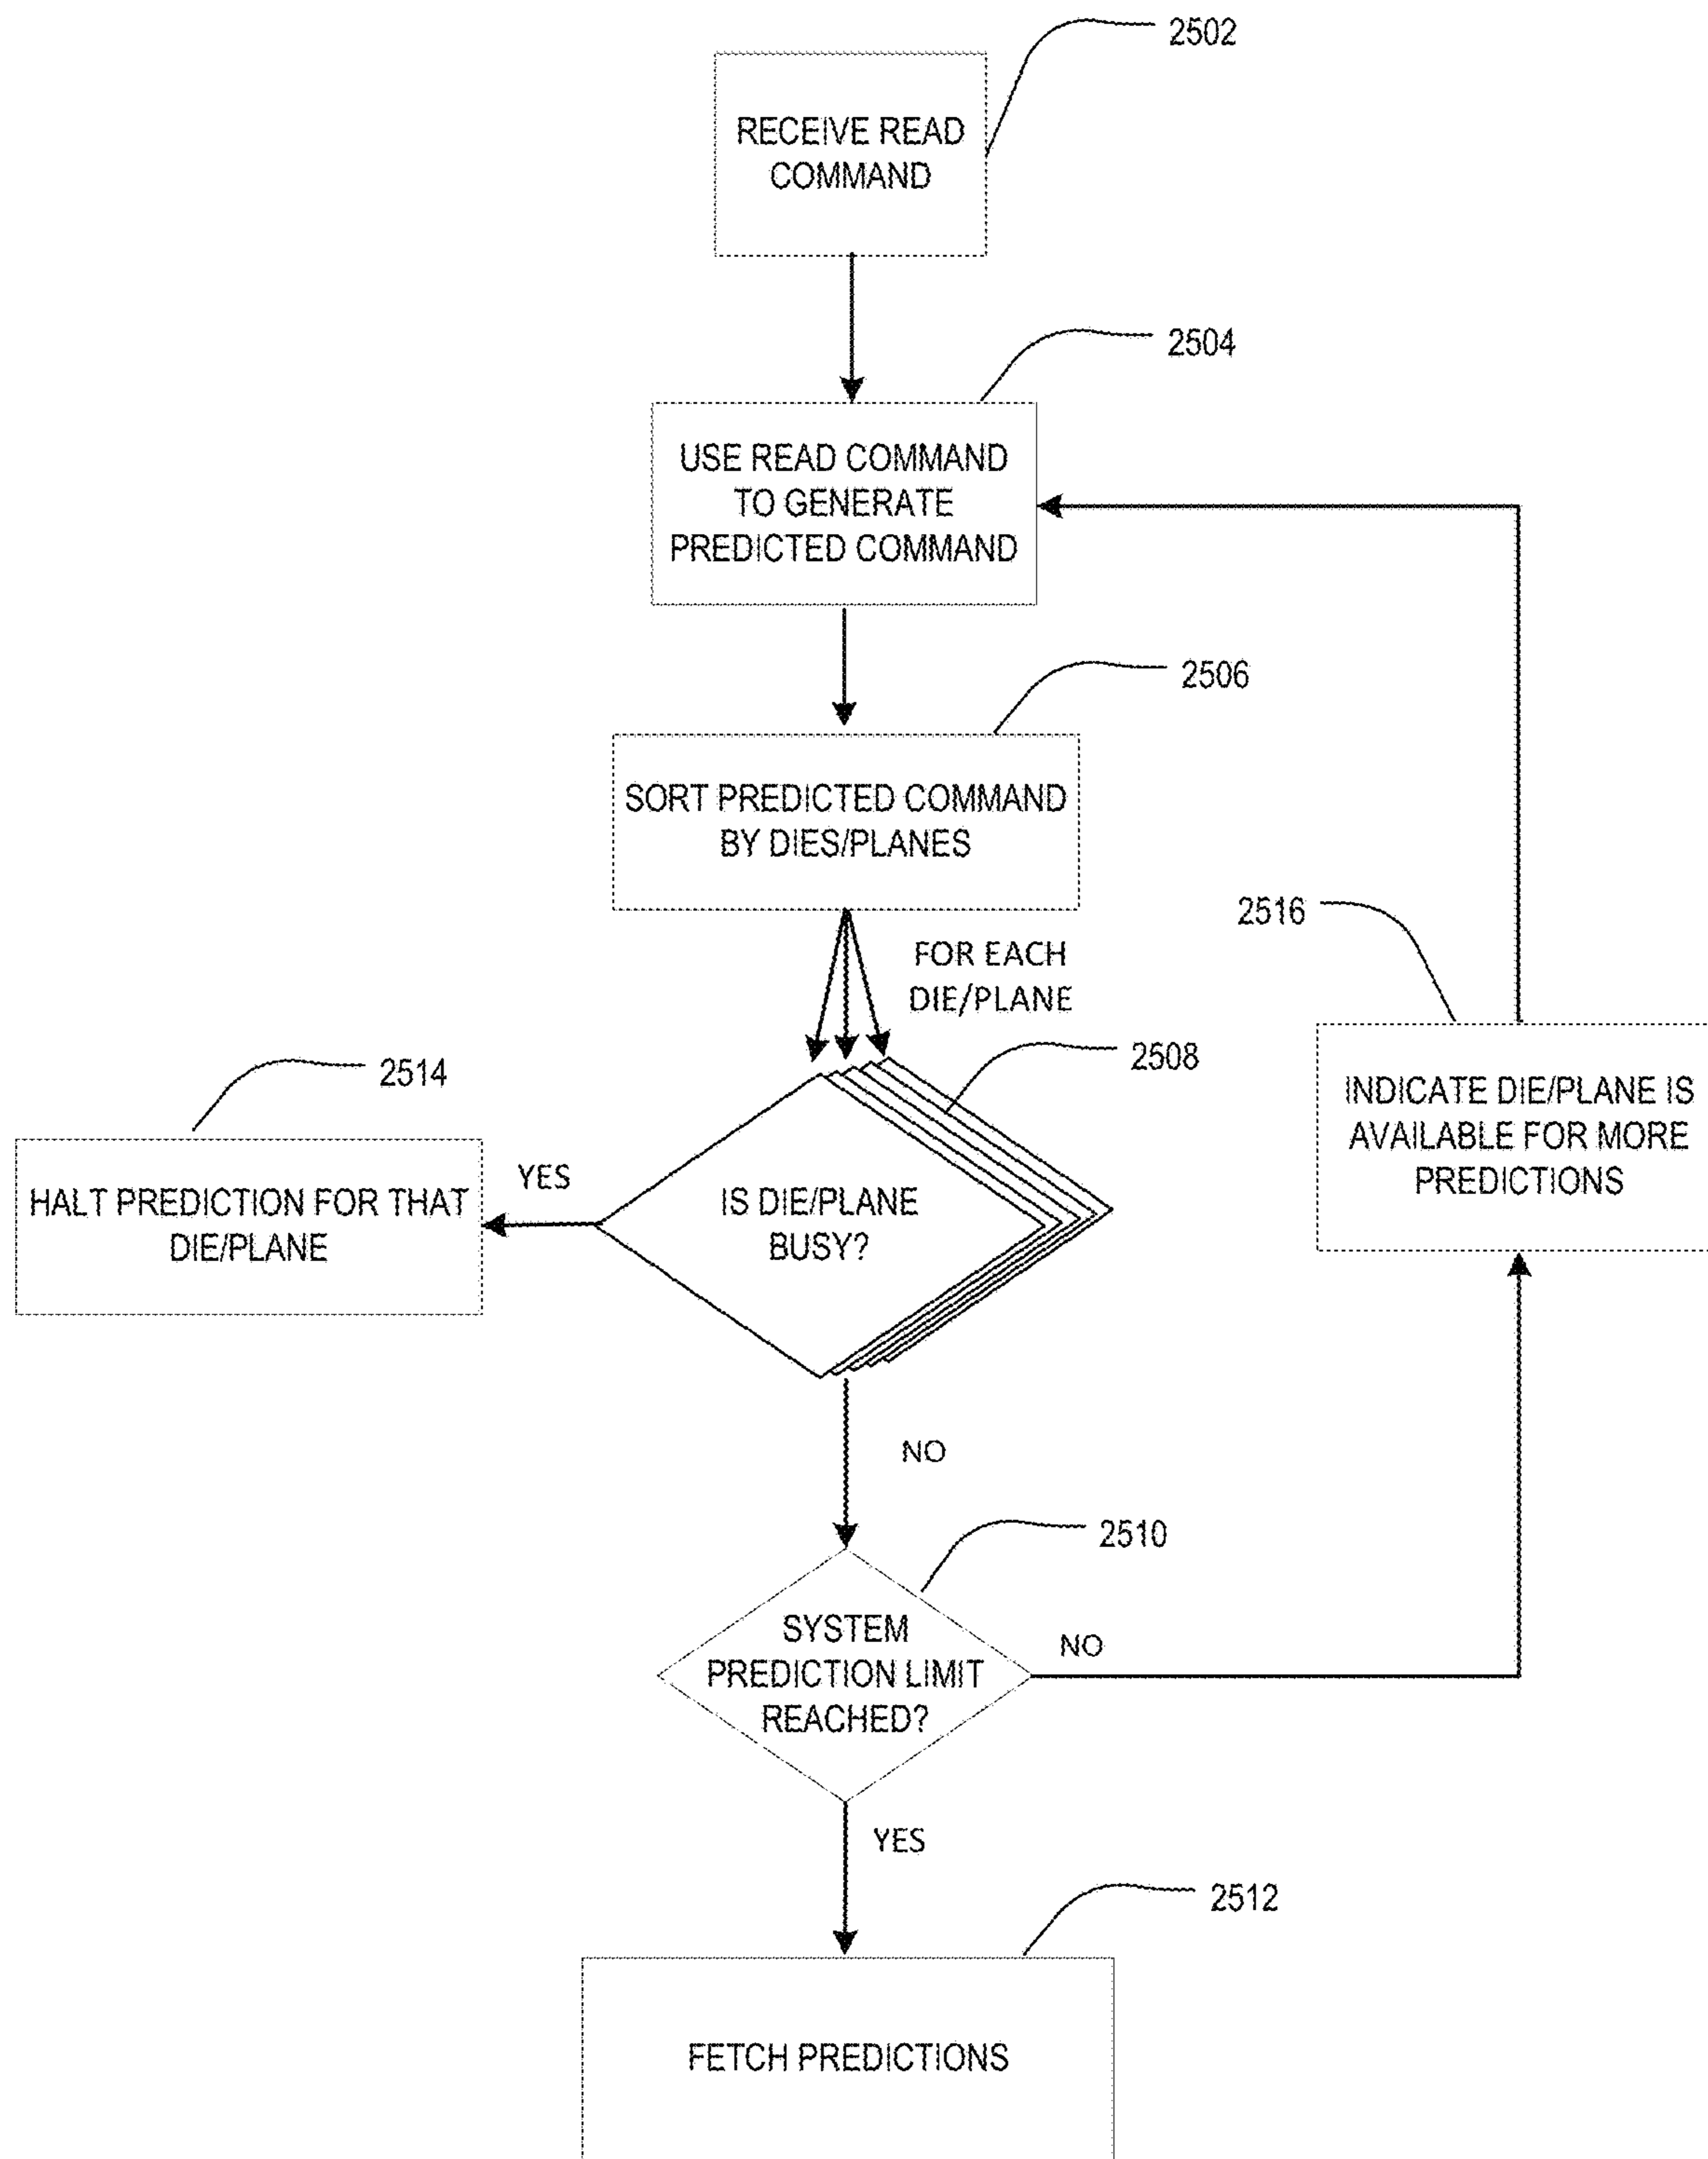 2502
RECEIVE READ
COMMAND
2504
USE READ COMMAND
TO GENERATE
PREDICTED COMMAND
2506
SORT PREDICTED COMMAND
BY DIES/PLANES
FOR EACH
DIE/PLANE
2508
2514
YES
HALT PREDICTION FOR THAT
DIE/PLANE
IS DIE/PLANE
BUSY?
2516
INDICATE DIE/PLANE IS
AVAILABLE FOR MORE
PREDICTIONS
NO
2510
SYSTEM
PREDICTION LIMIT
REACHED?
NO
YES
2512
FETCH PREDICTIONS